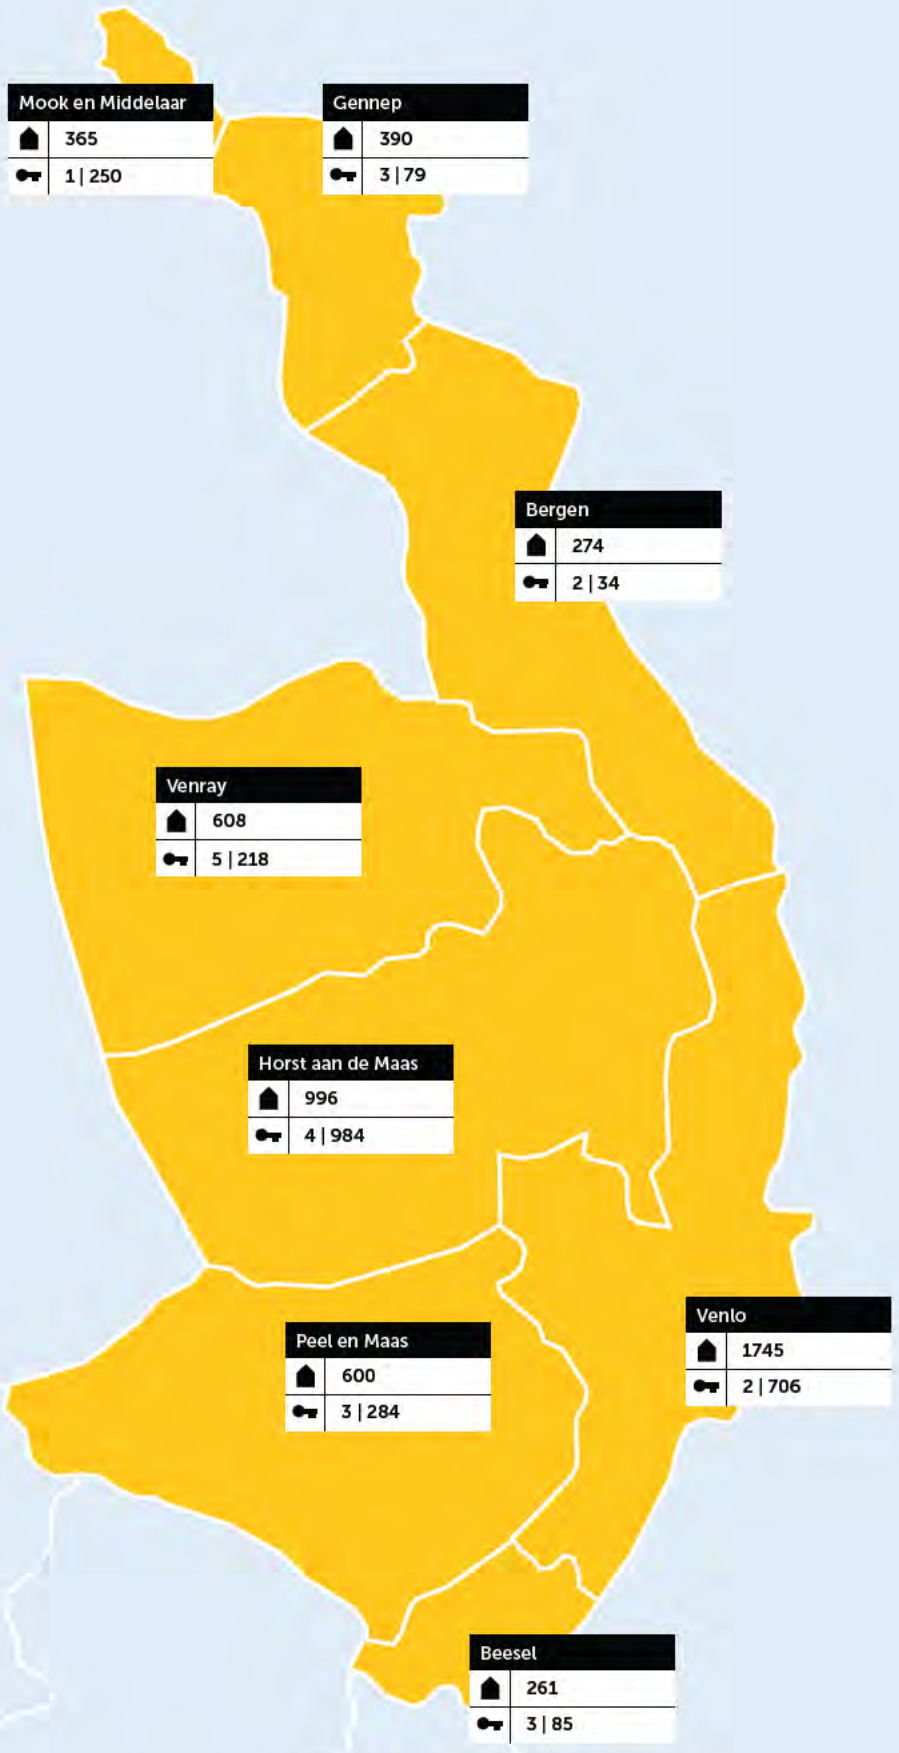 Mook en Middelaar
365
1 | 250
Gennep
390
3 | 79
Bergen
274
2 | 34
Venray
608
5 | 218
Horst aan de Maas
996
4 | 984
Venlo
1745
2 | 706
Peel en Maas
600
3 | 284
Beesel
261
3 | 85